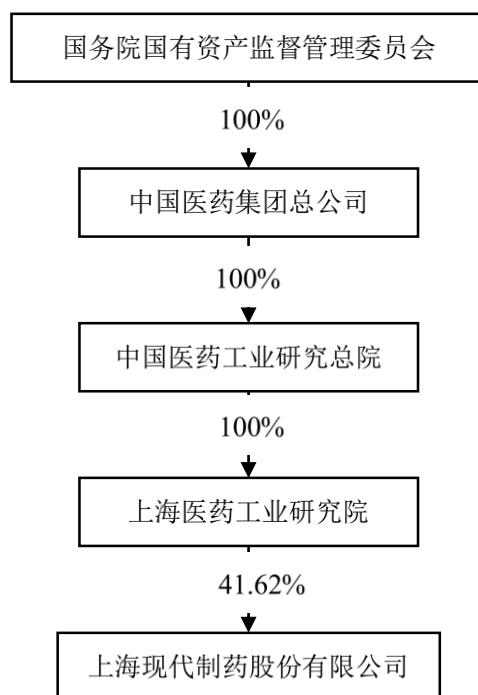 国务院国有资产监督管理委员会
100%
中国医药集团总公司
100%
中国医药工业研究总院
100%
上海医药工业研究院
41.62%
上海现代制药股份有限公司